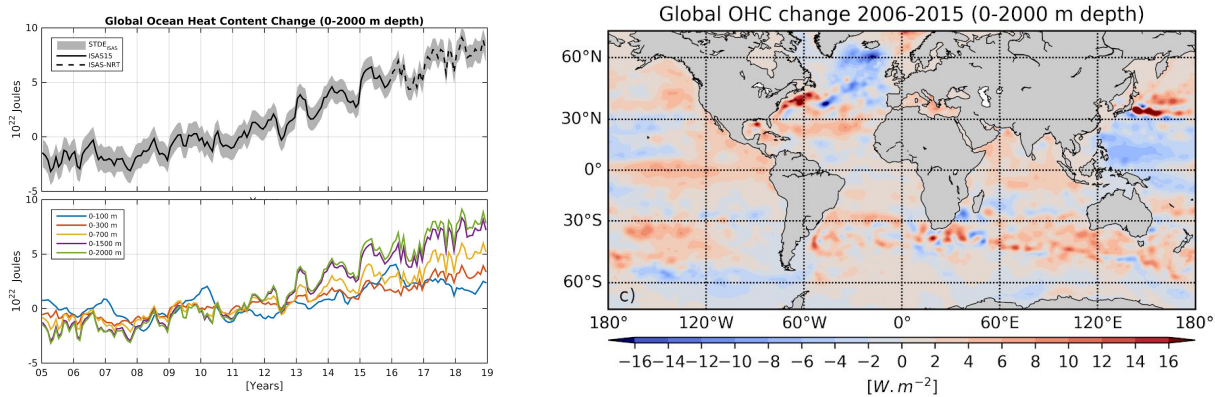 Global Ocean Heat Content Change (0-2000 m depth)
10
5
0
-5
10²² Joules
STDE ISAS
ISAS15
ISAS-NRT
10
5
0
-5
10²² Joules
0-100 m
0-300 m
0-700 m
0-1500 m
0-2000 m
05 06 07 08 09 10 11 12 13 14 15 16 17 18 19
[Years]
Global OHC change 2006-2015 (0-2000 m depth)
60°N
30°N
0°
30°S
60°S
c)
180° 120°W 60°W 0° 60°E 120°E 180°
−16 −14 −12 −10 −8 −6 −4 −2 0 2 4 6 8 10 12 14 16
[W.m⁻²]